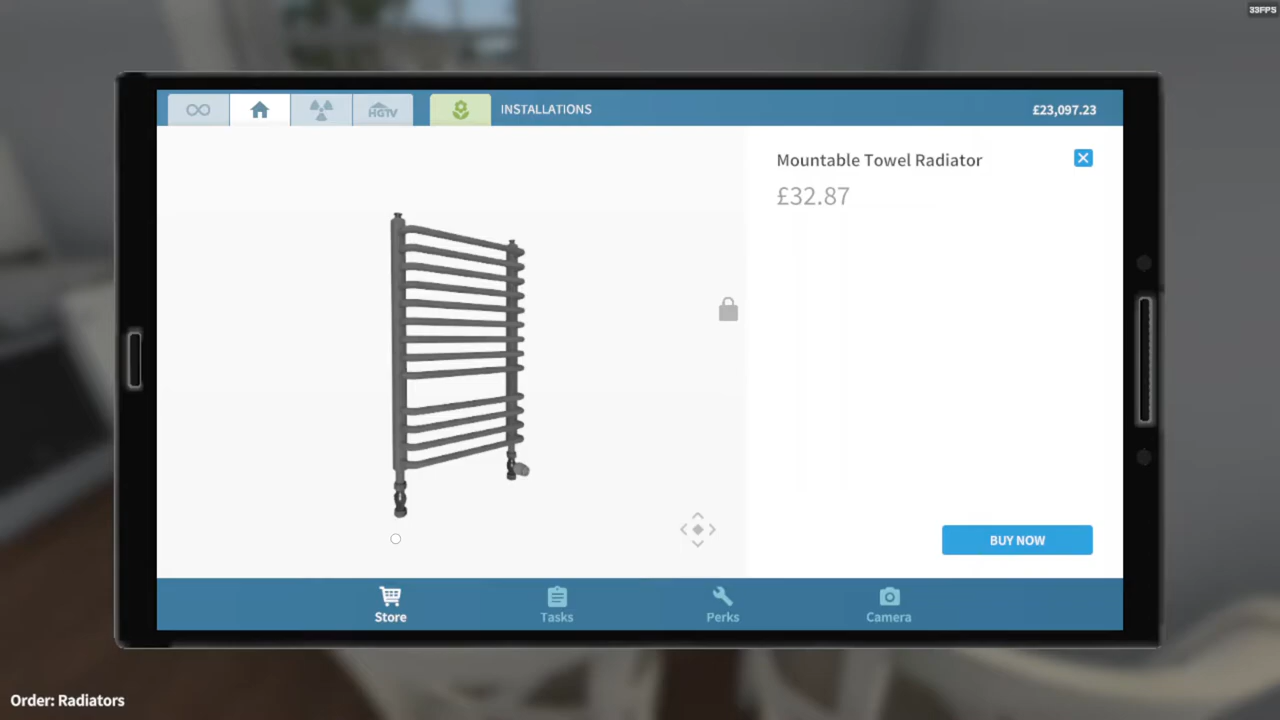 33FPS
HGTV
INSTALLATIONS
£23,097.23
Mountable Towel Radiator
£32.87
BUY NOW
Store
Tasks
Perks
Camera
Order: Radiators